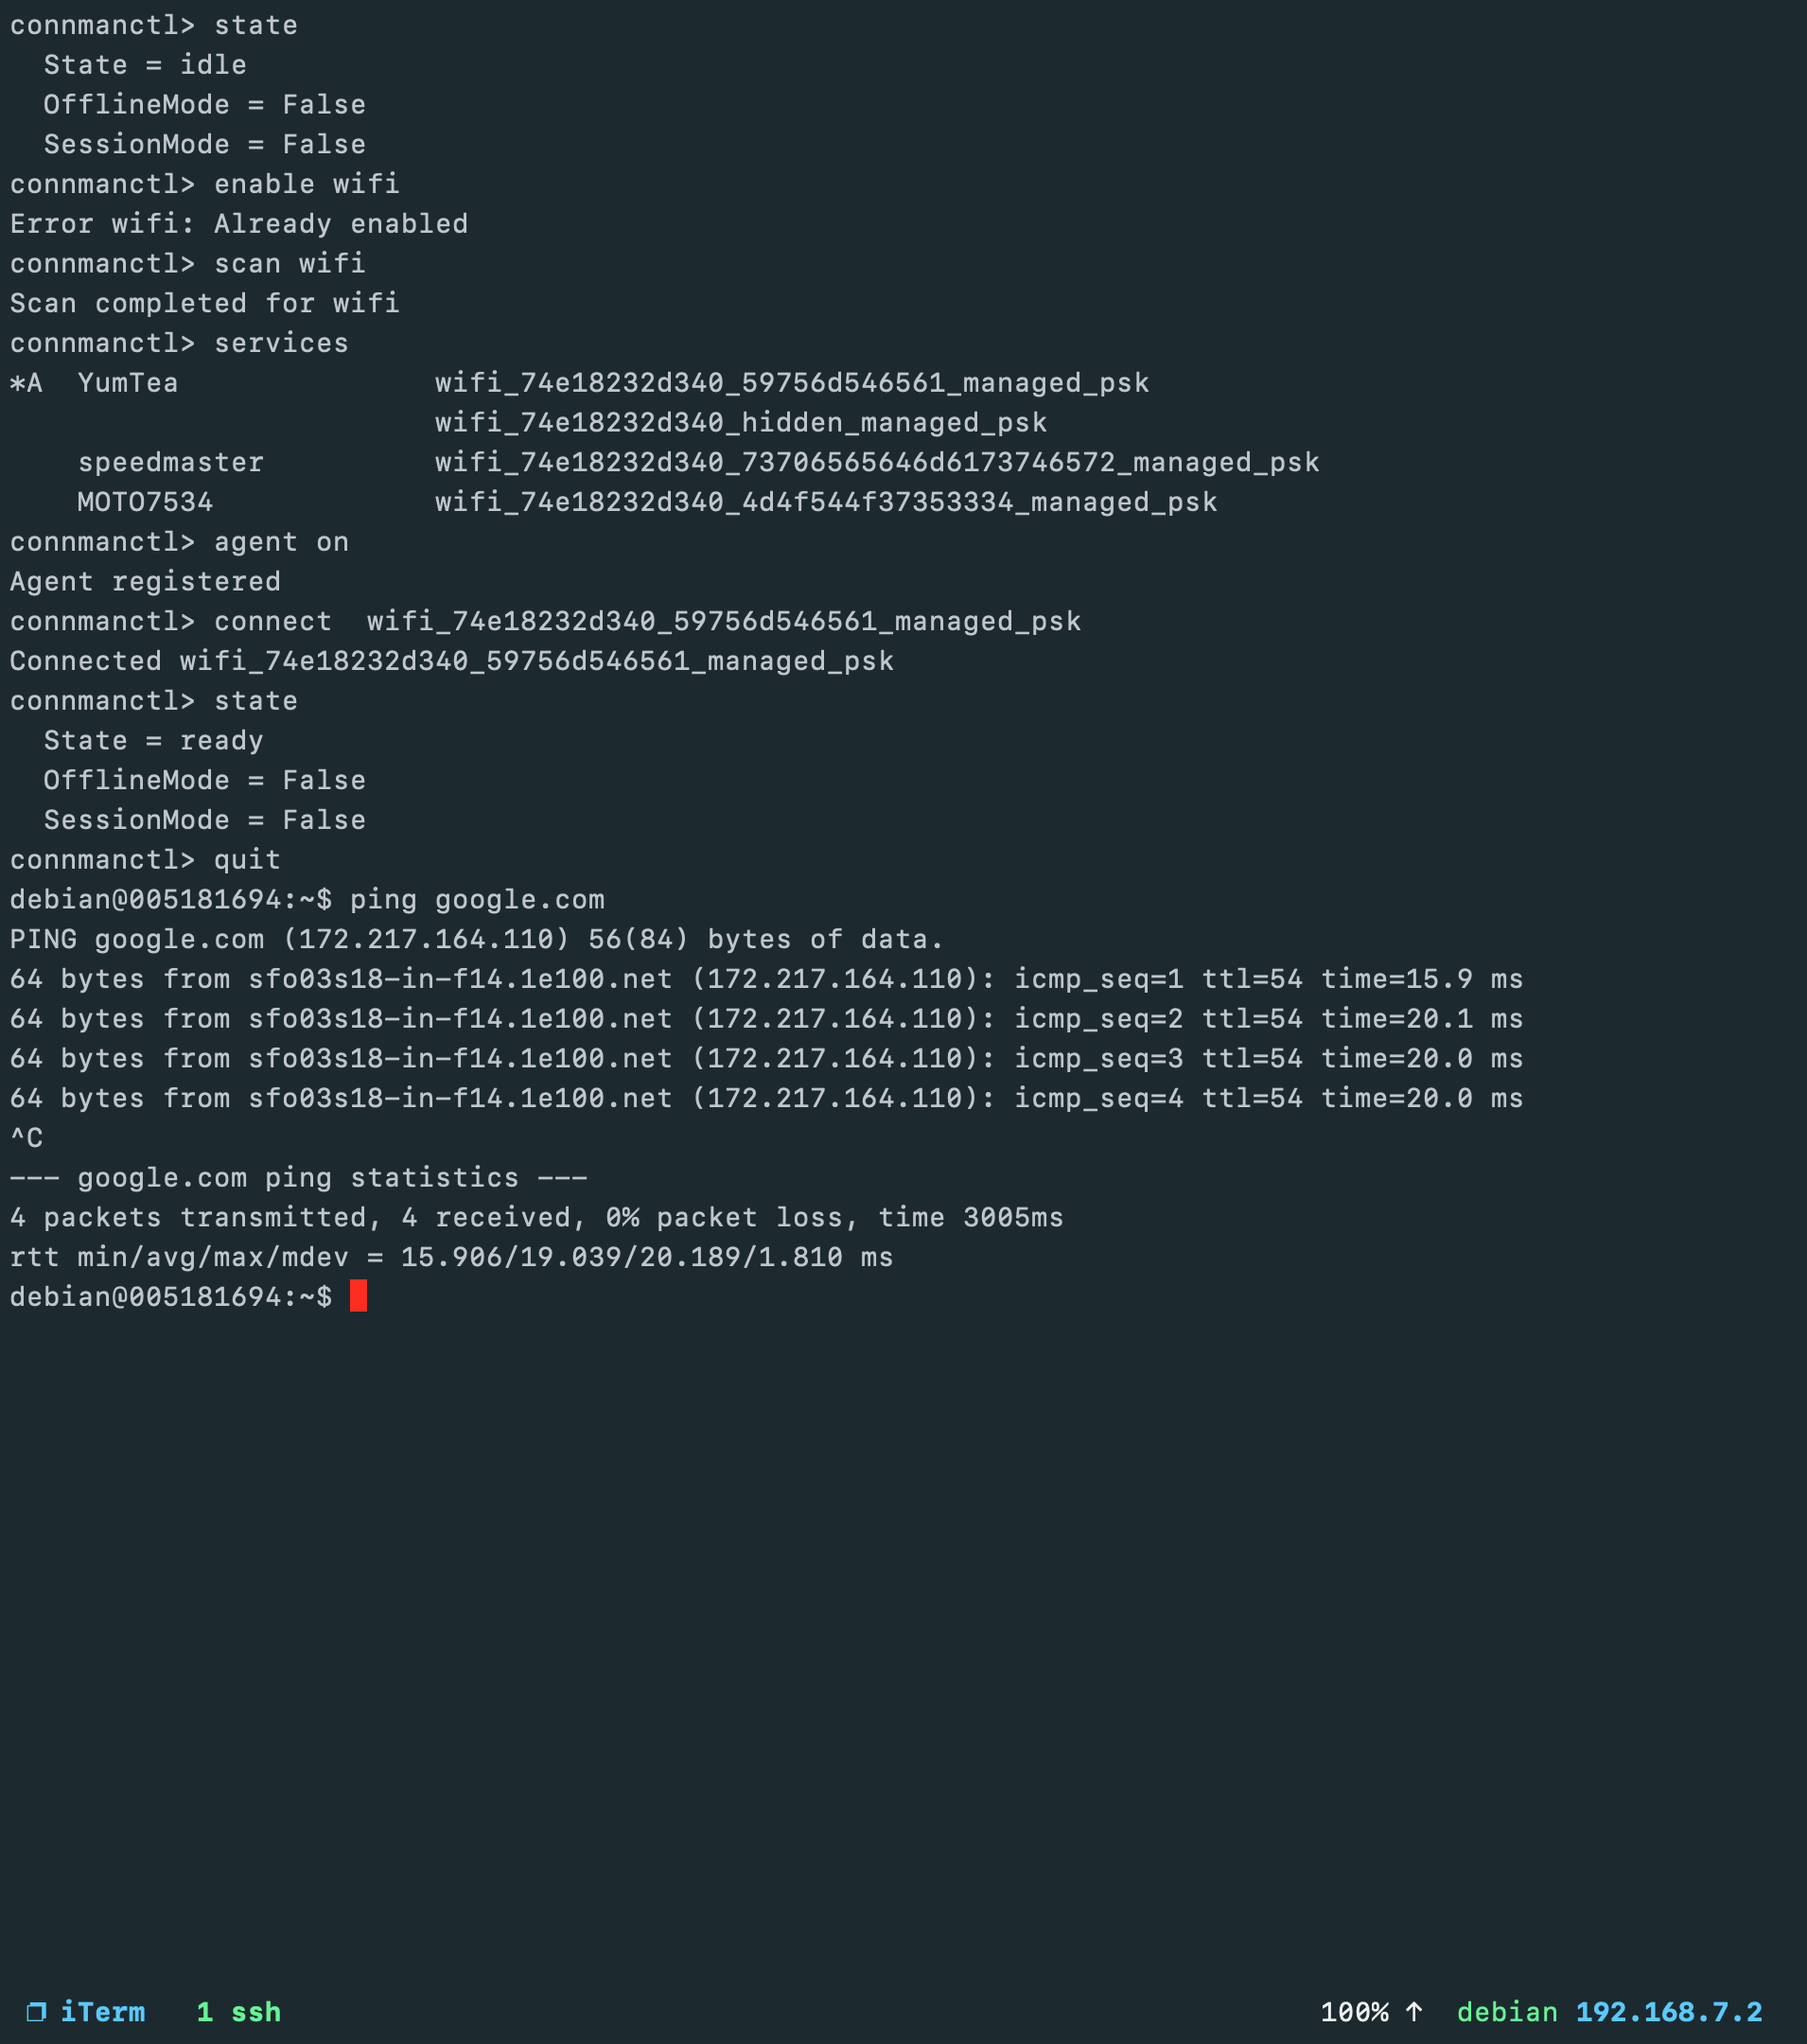 connmanctl> state
  State = idle
  OfflineMode = False
  SessionMode = False
connmanctl> enable wifi
Error wifi: Already enabled
connmanctl> scan wifi
Scan completed for wifi
connmanctl> services
*A  YumTea               wifi_74e18232d340_59756d546561_managed_psk
                         wifi_74e18232d340_hidden_managed_psk
    speedmaster          wifi_74e18232d340_73706565646d6173746572_managed_psk
    MOTO7534             wifi_74e18232d340_4d4f544f37353334_managed_psk
connmanctl> agent on
Agent registered
connmanctl> connect  wifi_74e18232d340_59756d546561_managed_psk
Connected wifi_74e18232d340_59756d546561_managed_psk
connmanctl> state
  State = ready
  OfflineMode = False
  SessionMode = False
connmanctl> quit
debian@005181694:~$ ping google.com
PING google.com (172.217.164.110) 56(84) bytes of data.
64 bytes from sfo03s18-in-f14.1e100.net (172.217.164.110): icmp_seq=1 ttl=54 time=15.9 ms
64 bytes from sfo03s18-in-f14.1e100.net (172.217.164.110): icmp_seq=2 ttl=54 time=20.1 ms
64 bytes from sfo03s18-in-f14.1e100.net (172.217.164.110): icmp_seq=3 ttl=54 time=20.0 ms
64 bytes from sfo03s18-in-f14.1e100.net (172.217.164.110): icmp_seq=4 ttl=54 time=20.0 ms
^C
--- google.com ping statistics ---
4 packets transmitted, 4 received, 0% packet loss, time 3005ms
rtt min/avg/max/mdev = 15.906/19.039/20.189/1.810 ms
debian@005181694:~$
❐ iTerm   1 ssh   100% ↑  debian 192.168.7.2